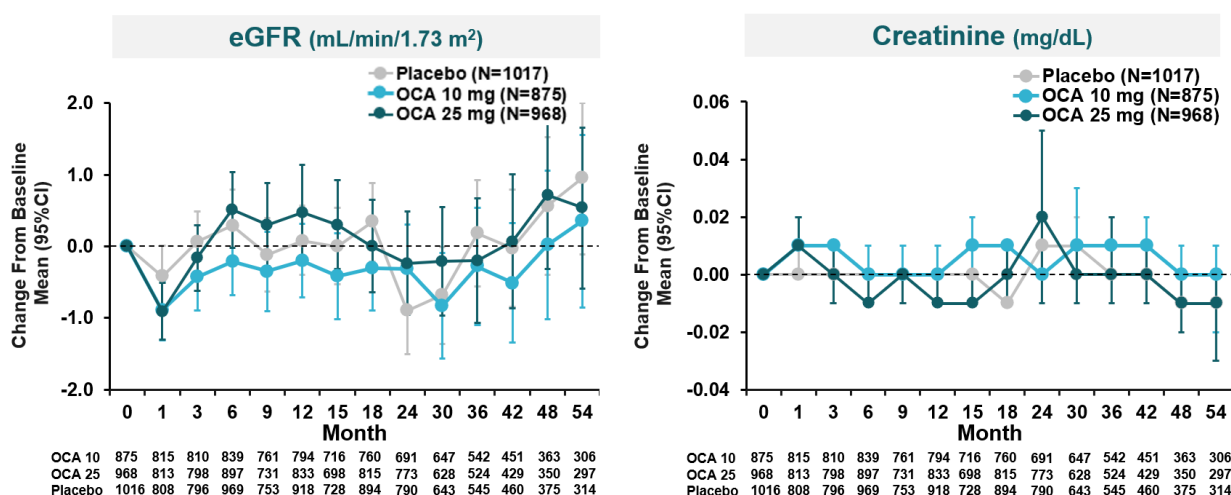 eGFR (mL/min/1.73 m²)
Placebo (N=1017)
OCA 10 mg (N=875)
OCA 25 mg (N=968)
Change From Baseline
Mean (95%CI)
2.0
1.0
0.0
-1.0
-2.0
0 1 3 6 9 12 15 18 24 30 36 42 48 54
Month
OCA 10 875 815 810 839 761 794 716 760 691 647 542 451 363 306
OCA 25 968 813 798 897 731 833 698 815 773 628 524 429 350 297
Placebo 1016 808 796 969 753 918 728 894 790 643 545 460 375 314
Creatinine (mg/dL)
Placebo (N=1017)
OCA 10 mg (N=875)
OCA 25 mg (N=968)
Change From Baseline
Mean (95%CI)
0.06
0.04
0.02
0.00
-0.02
-0.04
0 1 3 6 9 12 15 18 24 30 36 42 48 54
Month
OCA 10 875 815 810 839 761 794 714 760 691 647 542 451 363 306
OCA 25 968 813 798 897 731 833 698 815 773 628 524 429 350 297
Placebo 1016 808 796 969 753 918 728 894 790 643 545 460 375 314